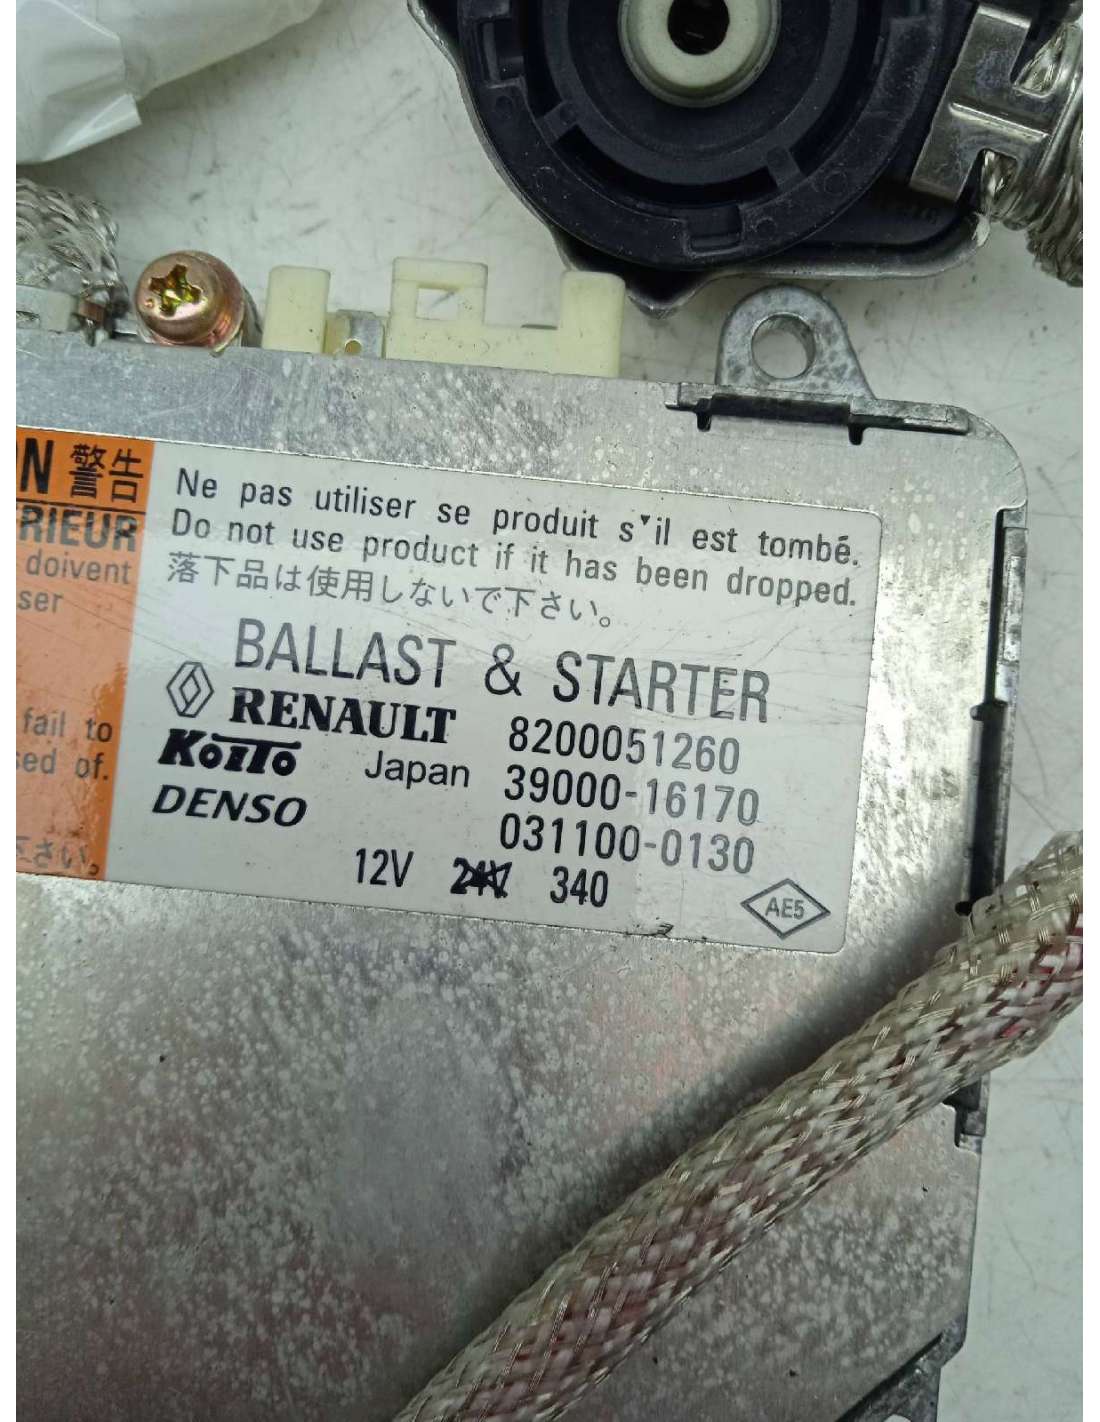 N 警告
RIEUR
doivent
ser
fail to
sed of.
ださい。
Ne pas utiliser se produit s'il est tombé.
Do not use product if it has been dropped.
落下品は使用しないで下さい。
BALLAST & STARTER
RENAULT 8200051260
KOITO Japan 39000-16170
DENSO 031100-0130
12V 24V 340
AE5